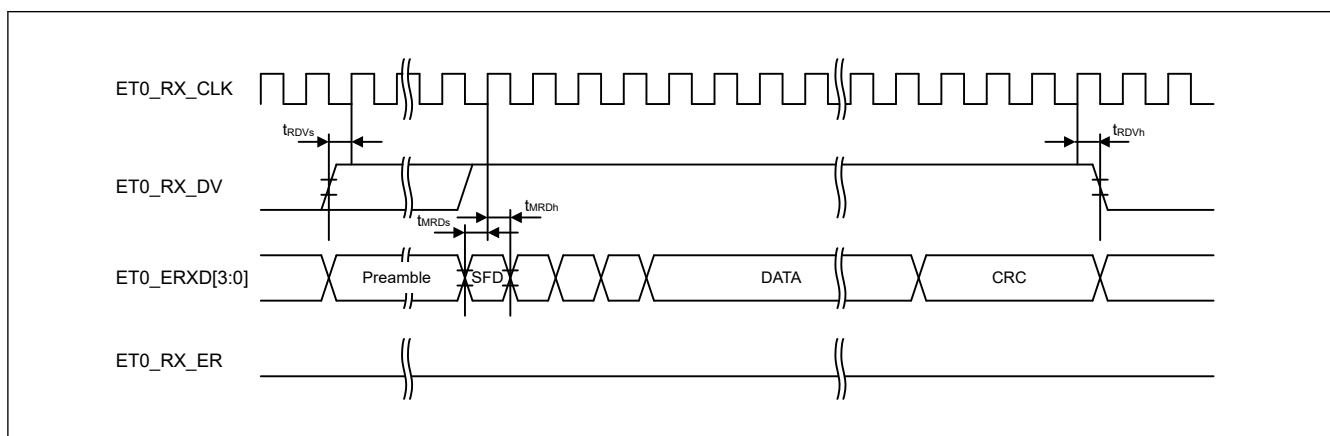 ET0_RX_CLK
tRDVs
tRDVh
ET0_RX_DV
tMRDs
tMRDh
ET0_ERXD[3:0]
Preamble
SFD
DATA
CRC
ET0_RX_ER